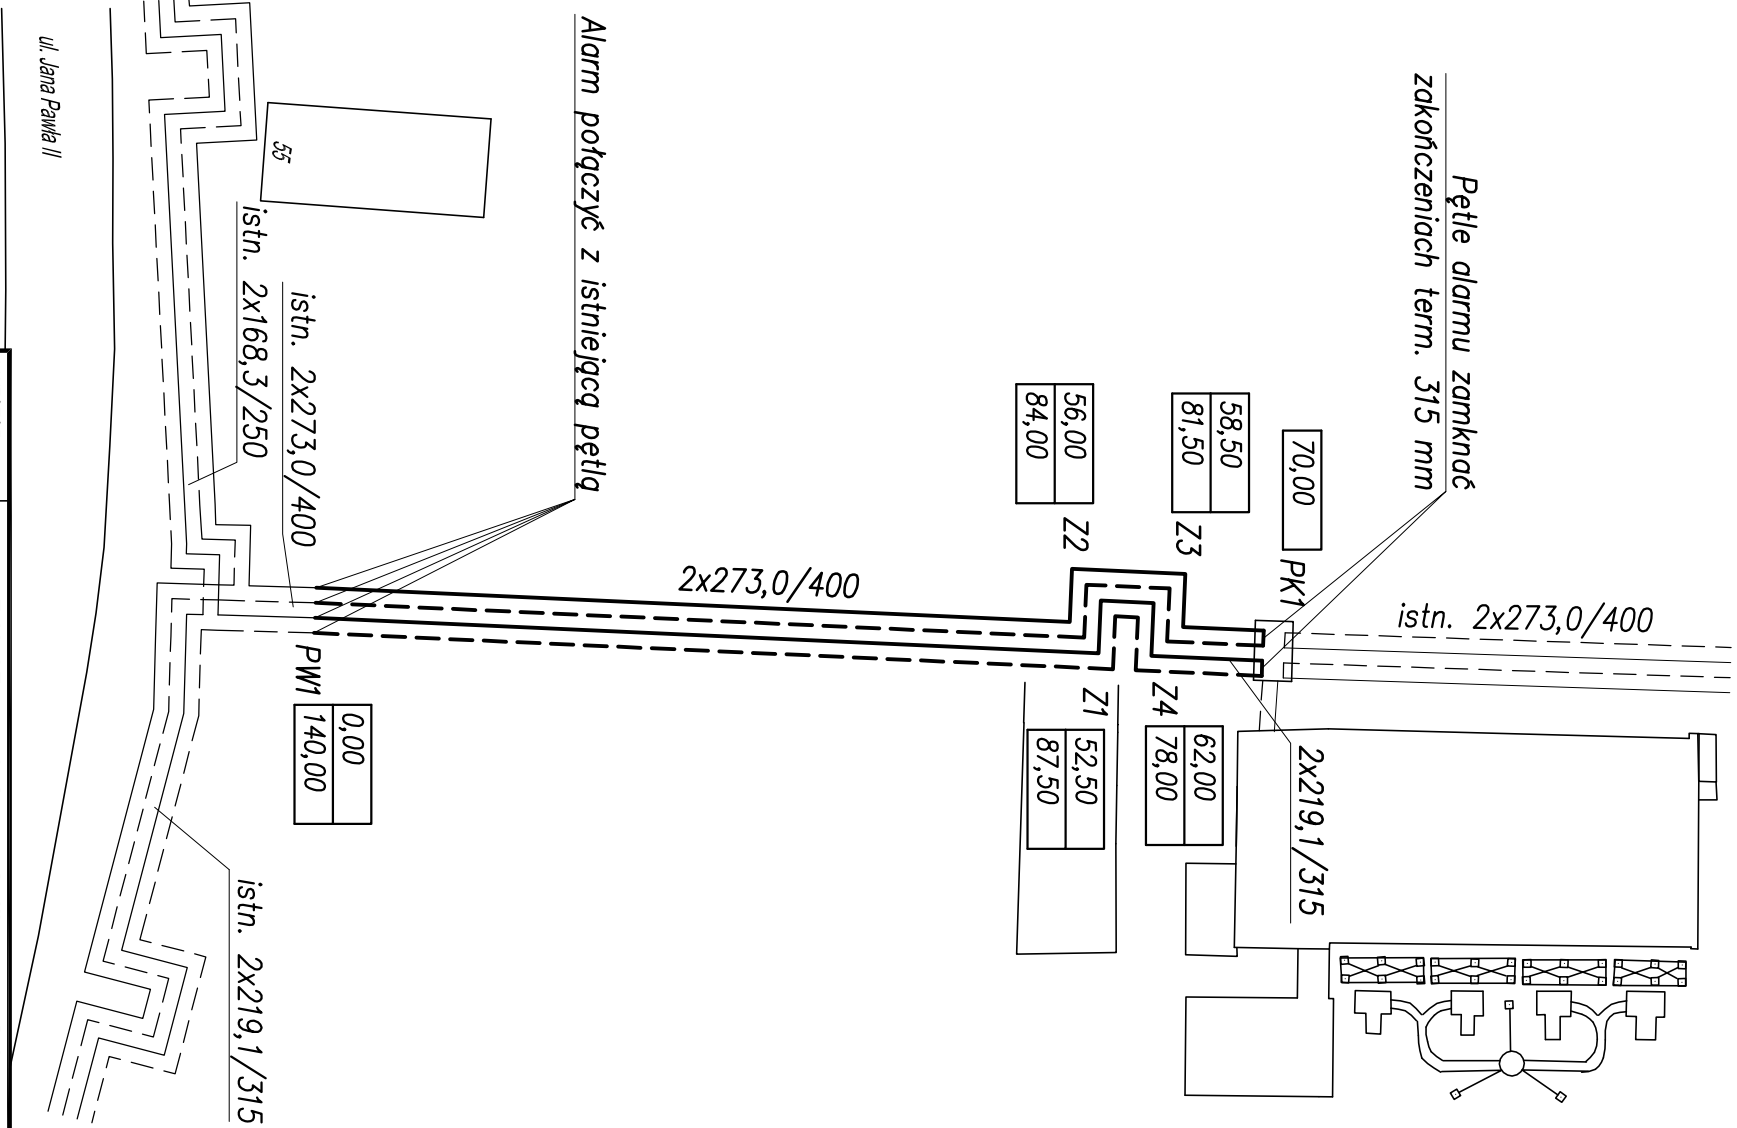 ul. Jana Pawła II
55
istn. 2x168,3/250
istn. 2x273,0/400
Alarm połączyć z istniejącą pętlą
Pętle alarmu zamknać
zakończeniach term. 315 mm
56,00
84,00
Z2
58,50
81,50
Z3
70,00
PK1
2x273,0/400
istn. 2x273,0/400
PW1
0,00
140,00
Z1
52,50
87,50
Z4
62,00
78,00
2x219,1/315
istn. 2x219,1/315